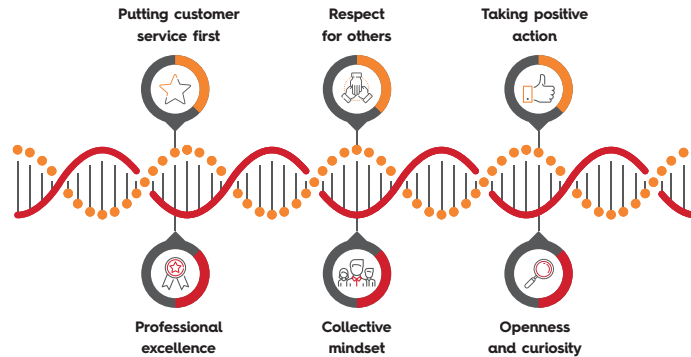 Putting customer
service first
Respect
for others
Taking positive
action
Professional
excellence
Collective
mindset
Openness
and curiosity